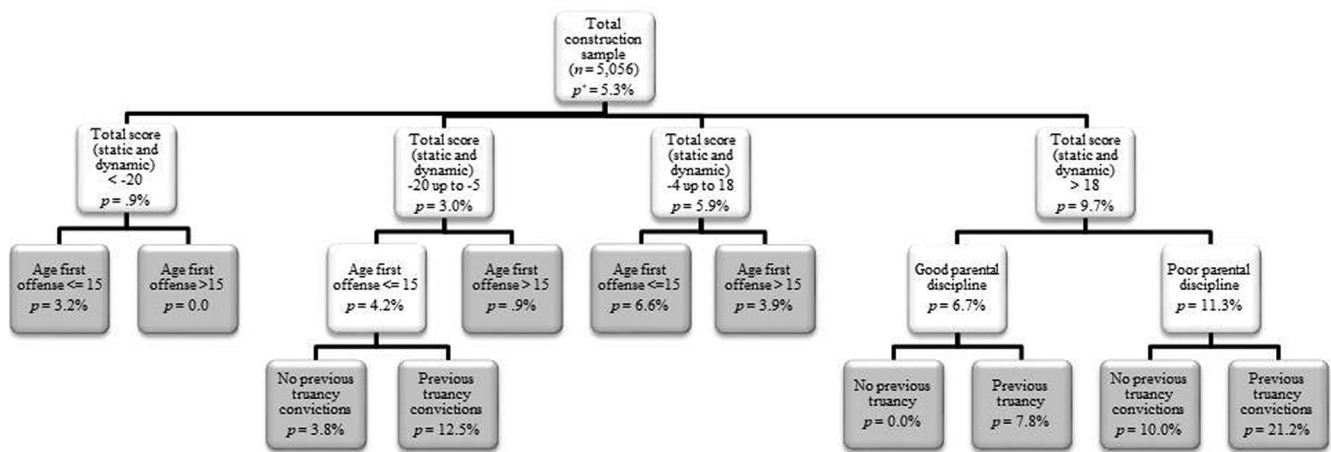 Total
construction
sample
(n = 5,056)
p* = 5.3%
Total score
(static and
dynamic)
< -20
p = .9%
Total score
(static and
dynamic)
-20 up to -5
p = 3.0%
Total score
(static and
dynamic)
-4 up to 18
p = 5.9%
Total score
(static and
dynamic)
> 18
p = 9.7%
Age first
offense <= 15
p = 3.2%
Age first
offense >15
p = 0.0
Age first
offense <= 15
p = 4.2%
Age first
offense > 15
p = .9%
Age first
offense <=15
p = 6.6%
Age first
offense > 15
p = 3.9%
Good parental
discipline
p = 6.7%
Poor parental
discipline
p = 11.3%
No previous
truancy
convictions
p = 3.8%
Previous
truancy
convictions
p = 12.5%
No previous
truancy
p = 0.0%
Previous
truancy
p = 7.8%
No previous
truancy
convictions
p = 10.0%
Previous
truancy
convictions
p = 21.2%